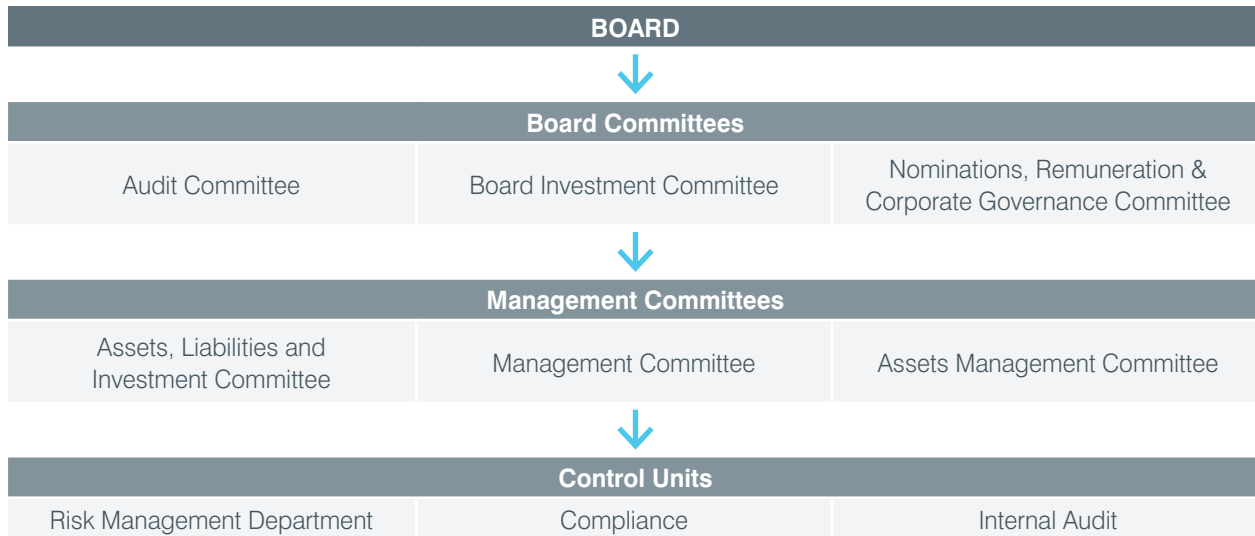 BOARD
Board Committees
Audit Committee
Board Investment Committee
Nominations, Remuneration &
Corporate Governance Committee
Management Committees
Assets, Liabilities and
Investment Committee
Management Committee
Assets Management Committee
Control Units
Risk Management Department
Compliance
Internal Audit